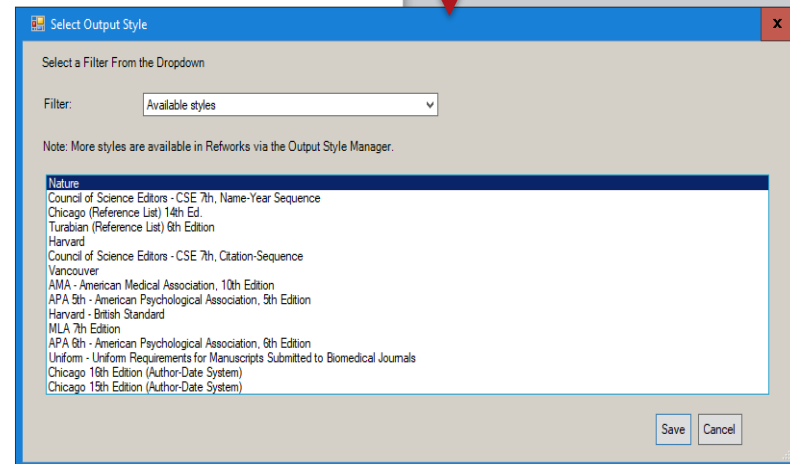 Select Output Style
x
Select a Filter From the Dropdown
Filter: Available styles
Note: More styles are available in Refworks via the Output Style Manager.
Nature
Council of Science Editors - CSE 7th, Name-Year Sequence
Chicago (Reference List) 14th Ed.
Turabian (Reference List) 6th Edition
Harvard
Council of Science Editors - CSE 7th, Citation-Sequence
Vancouver
AMA - American Medical Association, 10th Edition
APA 5th - American Psychological Association, 5th Edition
Harvard - British Standard
MLA 7th Edition
APA 6th - American Psychological Association, 6th Edition
Uniform - Uniform Requirements for Manuscripts Submitted to Biomedical Journals
Chicago 16th Edition (Author-Date System)
Chicago 15th Edition (Author-Date System)
Save Cancel